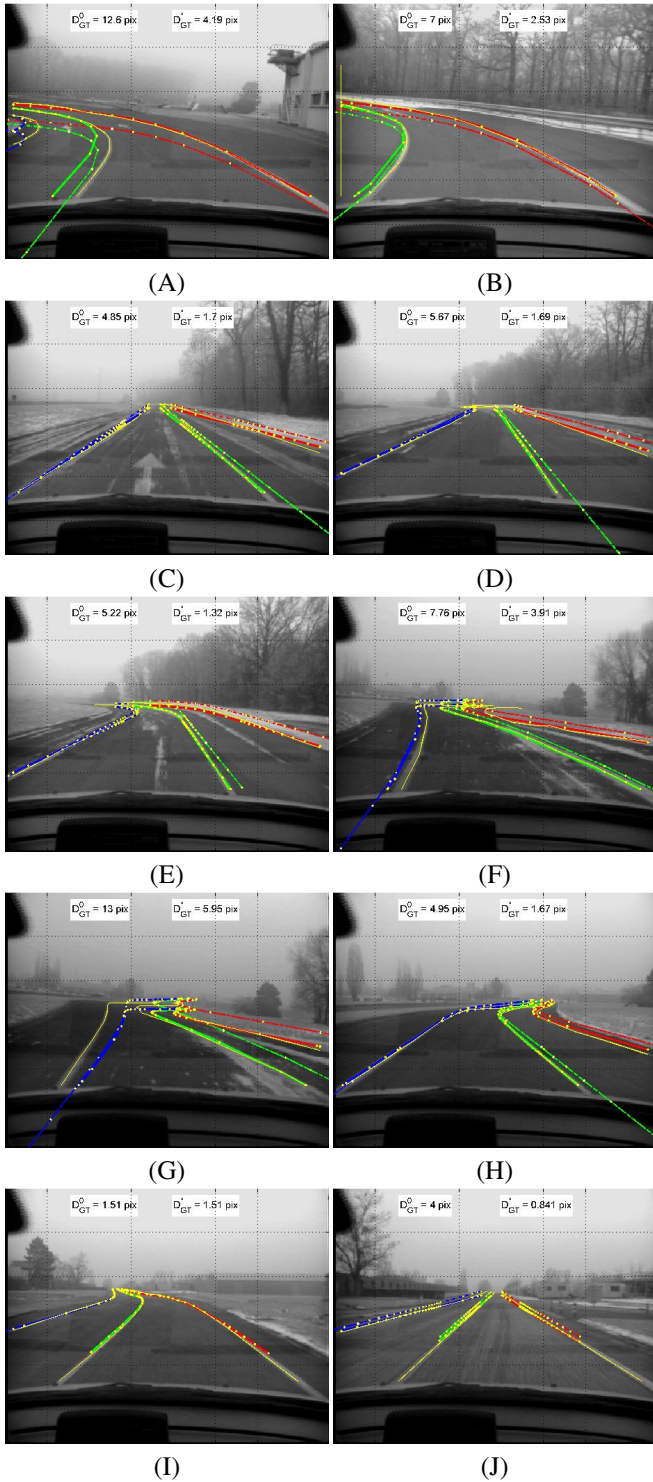 D⁰GT = 12.6 pix D*GT = 4.19 pix
D⁰GT = 7 pix D*GT = 2.53 pix
(A)
(B)
D⁰GT = 4.85 pix D*GT = 1.7 pix
D⁰GT = 5.67 pix D*GT = 1.69 pix
(C)
(D)
D⁰GT = 5.22 pix D*GT = 1.32 pix
D⁰GT = 7.76 pix D*GT = 3.91 pix
(E)
(F)
D⁰GT = 13 pix D*GT = 5.95 pix
D⁰GT = 4.95 pix D*GT = 1.67 pix
(G)
(H)
D⁰GT = 1.51 pix D*GT = 1.51 pix
D⁰GT = 4 pix D*GT = 0.841 pix
(I)
(J)